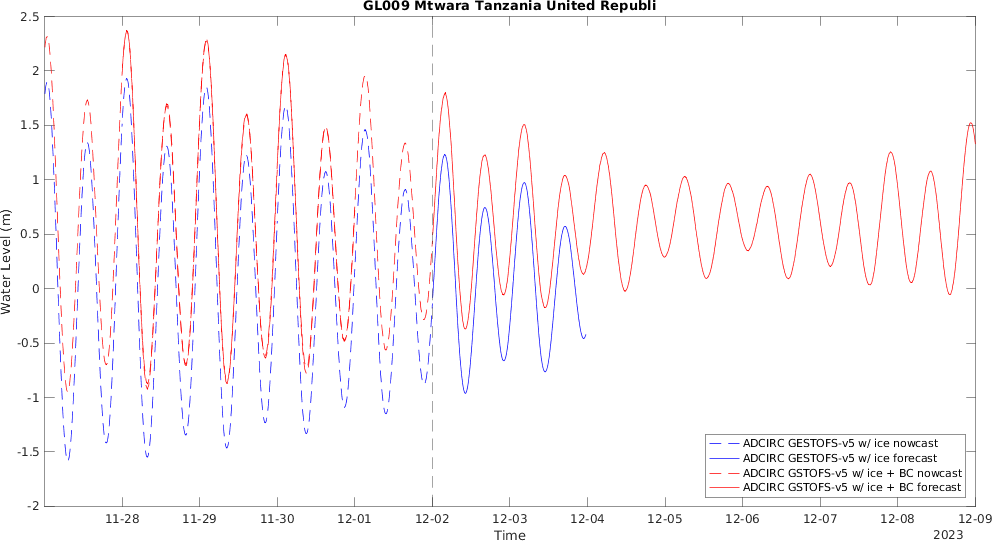 GL009 Mtwara Tanzania United Republi
2.5
2
1.5
1
0.5
0
-0.5
-1
-1.5
-2
Water Level (m)
ADCIRC GESTOFS-v5 w/ ice nowcast
ADCIRC GESTOFS-v5 w/ ice forecast
ADCIRC GSTOFS-v5 w/ ice + BC nowcast
ADCIRC GSTOFS-v5 w/ ice + BC forecast
11-28 11-29 11-30 12-01 12-02 12-03 12-04 12-05 12-06 12-07 12-08 12-09
Time
2023